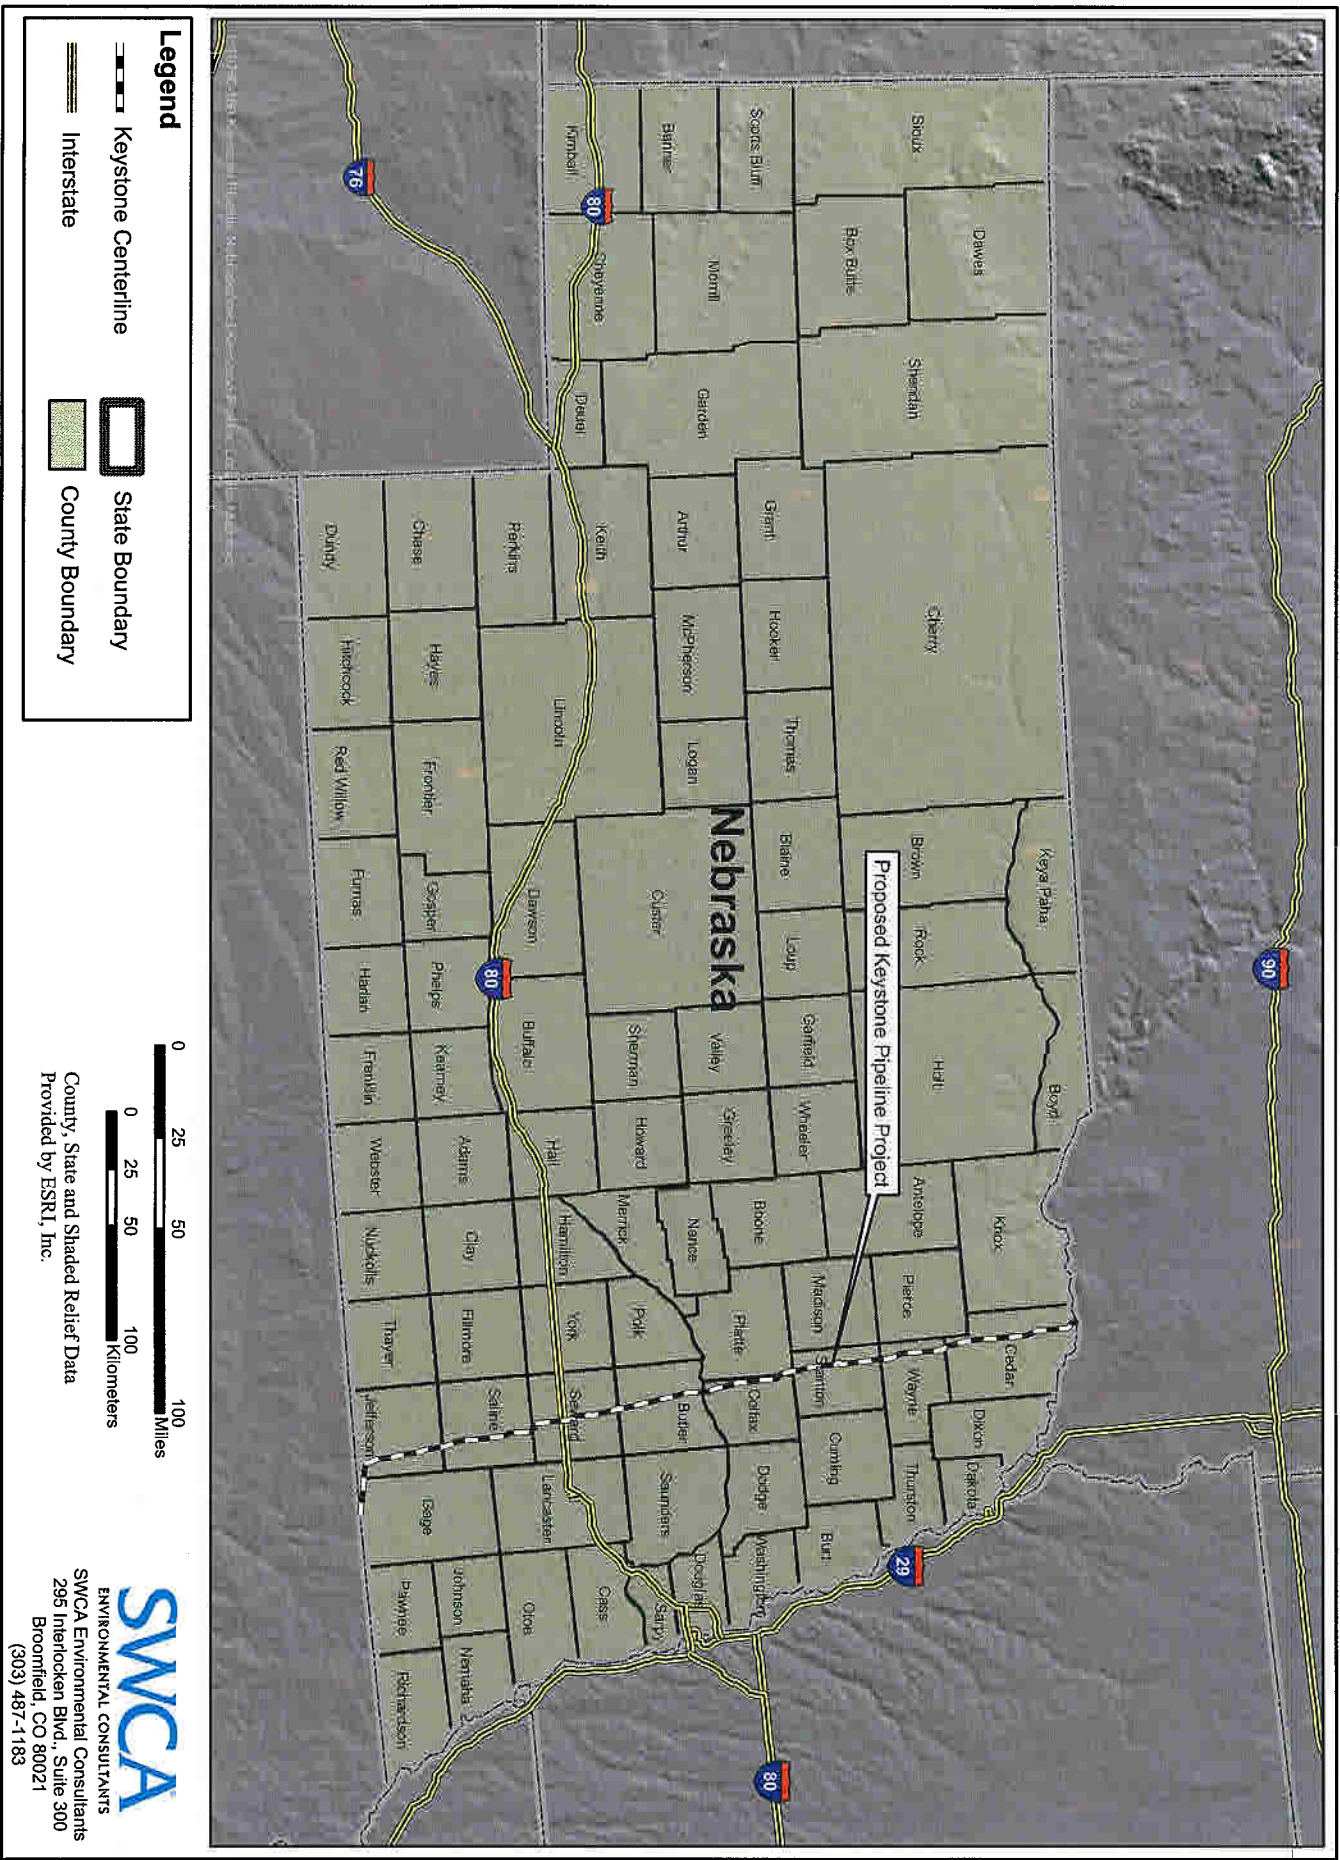 Sioux
Dawes
Sheridan
Cherry
Keya Paha
Boyd
Box Butte
Scotts Bluff
Banner
Kimball
Morrill
Cheyenne
Garden
Deuel
Grant
Hooker
Thomas
Arthur
McPherson
Logan
Keith
Perkins
Lincoln
Chase
Hayes
Frontier
Dundy
Hitchcock
Red Willow
Brown
Rock
Holt
Blaine
Loup
Garfield
Wheeler
Custer
Valley
Greeley
Sherman
Howard
Dawson
Buffalo
Hall
Gosper
Phelps
Kearney
Adams
Furnas
Harlan
Franklin
Webster
Knox
Cedar
Dixon
Dakota
Antelope
Pierce
Wayne
Thurston
Boone
Madison
Stanton
Cuming
Burt
Nance
Platte
Colfax
Dodge
Washington
Merrick
Polk
Butler
Saunders
Douglas
Sarpy
Hamilton
York
Seward
Lancaster
Cass
Otoe
Clay
Fillmore
Saline
Nuckolls
Thayer
Jefferson
Gage
Johnson
Nemaha
Pawnee
Richardson
Nebraska
Proposed Keystone Pipeline Project
90
29
80
80
80
76
Legend
Keystone Centerline
Interstate
State Boundary
County Boundary
0 25 50 100
Miles
0 25 50 100
Kilometers
County, State and Shaded Relief Data
Provided by ESRI, Inc.
SWCA
ENVIRONMENTAL CONSULTANTS
SWCA Environmental Consultants
295 Interlocken Blvd., Suite 300
Broomfield, CO 80021
(303) 487-1183